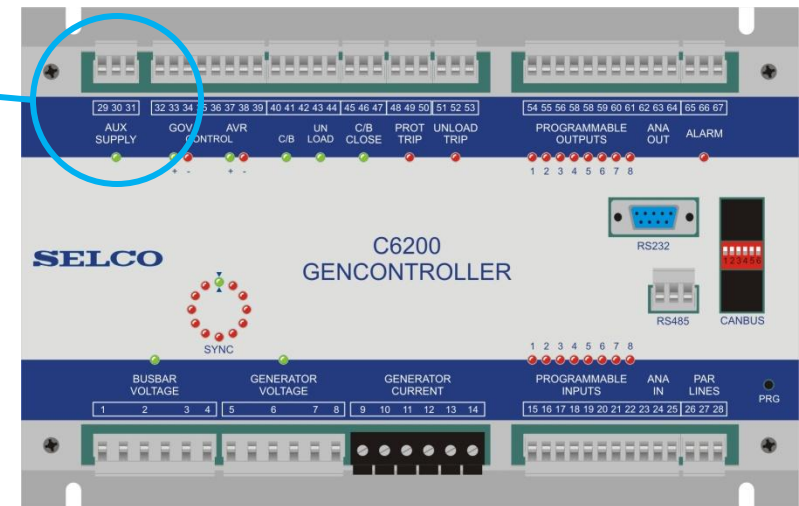 29 30 31 32 33 34 35 36 37 38 39 40 41 42 43 44 45 46 47 48 49 50 51 52 53 54 55 56 58 58 59 60 61 62 63 64 65 66 67
AUX SUPPLY
GOV AVR
CONTROL
C/B
UN LOAD
C/B CLOSE
PROT TRIP
UNLOAD TRIP
PROGRAMMABLE OUTPUTS
ANA OUT
ALARM
+ - + -
1 2 3 4 5 6 7 8
SELCO
C6200
GENCONTROLLER
RS232
1 2 3 4 5 6
RS485
CANBUS
SYNC
1 2 3 4 5 6 7 8
BUSBAR VOLTAGE
GENERATOR VOLTAGE
GENERATOR CURRENT
PROGRAMMABLE INPUTS
ANA IN
PAR LINES
PRG
1 2 3 4 5 6 7 8 9 10 11 12 13 14 15 16 17 18 19 20 21 22 23 24 25 26 27 28